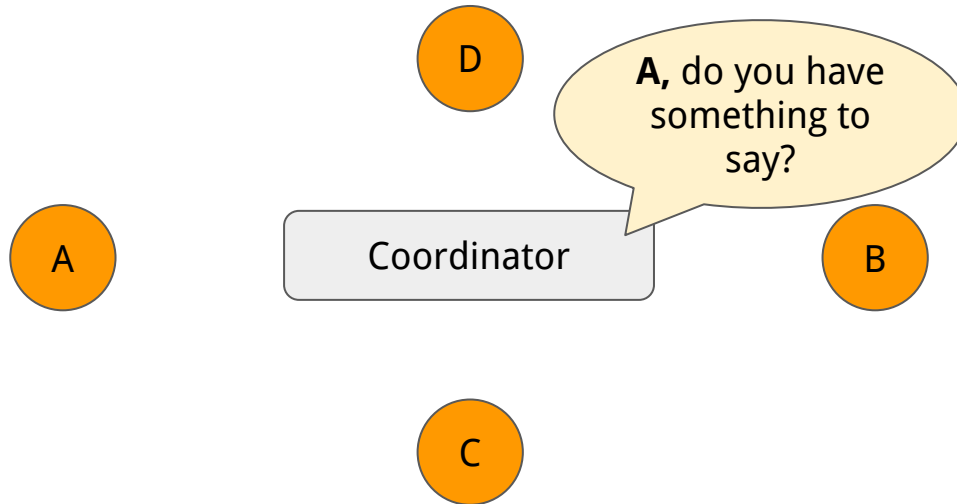 D
A, do you have
something to
say?
A
Coordinator
B
C